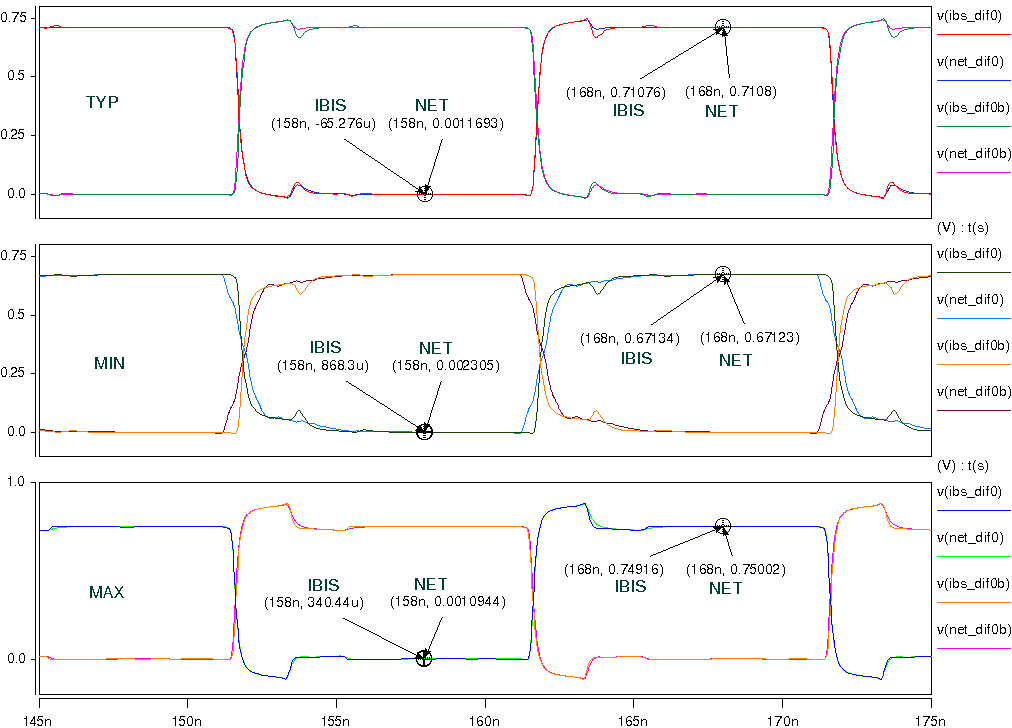 0.75
v(ibs_dif0)
v(net_dif0)
0.5
TYP
IBIS
NET
(158n, -65.276u)
(158n, 0.0011693)
(168n, 0.71076)
(168n, 0.7108)
IBIS
NET
v(ibs_dif0b)
0.25
v(net_dif0b)
0.0
(V) : t(s)
0.75
v(ibs_dif0)
v(net_dif0)
0.5
MIN
IBIS
NET
(158n, 868.3u)
(158n, 0.002305)
(168n, 0.67134)
(168n, 0.67123)
IBIS
NET
v(ibs_dif0b)
0.25
v(net_dif0b)
0.0
(V) : t(s)
1.0
v(ibs_dif0)
v(net_dif0)
MAX
IBIS
NET
(158n, 340.44u)
(158n, 0.0010944)
(168n, 0.74916)
(168n, 0.75002)
IBIS
NET
v(ibs_dif0b)
v(net_dif0b)
0.0
145n 150n 155n 160n 165n 170n 175n